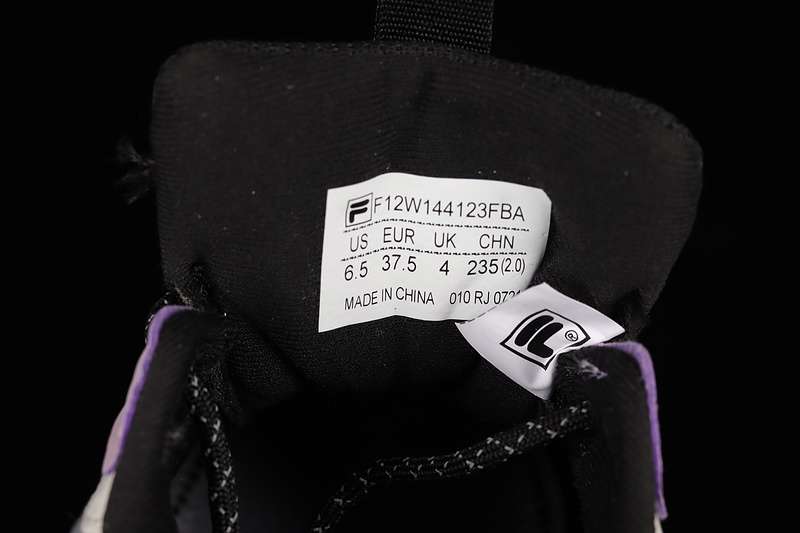 F F12W144123FBA
US EUR UK CHN
6.5 37.5 4 235(2.0)
MADE IN CHINA 010 RJ
®